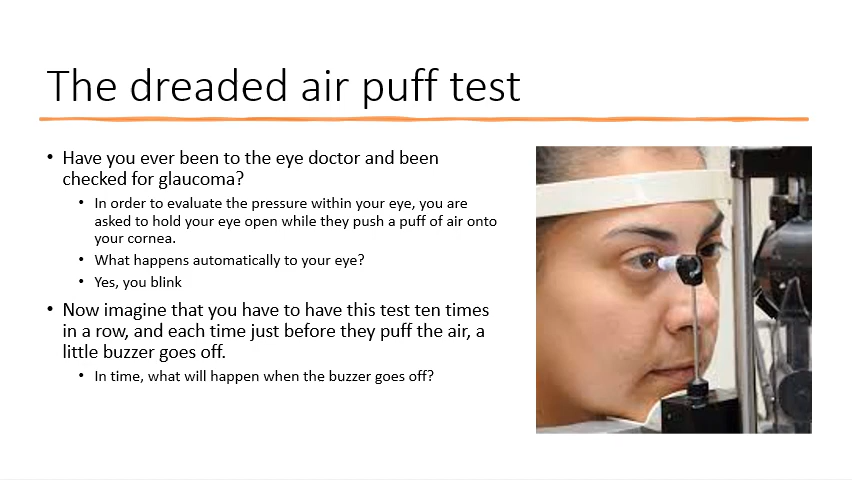 The dreaded air puff test
• Have you ever been to the eye doctor and been
checked for glaucoma?
• In order to evaluate the pressure within your eye, you are
asked to hold your eye open while they push a puff of air onto
your cornea.
• What happens automatically to your eye?
• Yes, you blink
• Now imagine that you have to have this test ten times
in a row, and each time just before they puff the air, a
little buzzer goes off.
• In time, what will happen when the buzzer goes off?